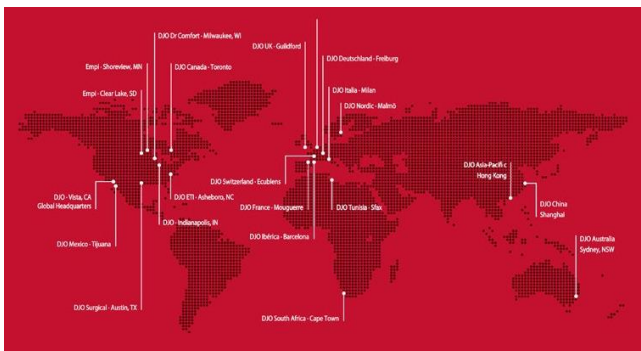 DJO Dr Comfort - Milwaukee, WI
DJO UK - Guildford
DJO Deutschland - Freiburg
Empi - Shoreview, MN
DJO Canada - Toronto
DJO Italia - Milan
Empi - Clear Lake, SD
DJO Nordic - Malmö
DJO Asia-Pacific
Hong Kong
DJO Switzerland - Ecublens
DJO - Vista, CA
Global Headquarters
DJO ETI - Asheboro, NC
DJO France - Mouguerre
DJO Tunisia - Sfax
DJO China
Shanghai
DJO - Indianapolis, IN
DJO Mexico - Tijuana
DJO Ibérica - Barcelona
DJO Australia
Sydney, NSW
DJO Surgical - Austin, TX
DJO South Africa - Cape Town